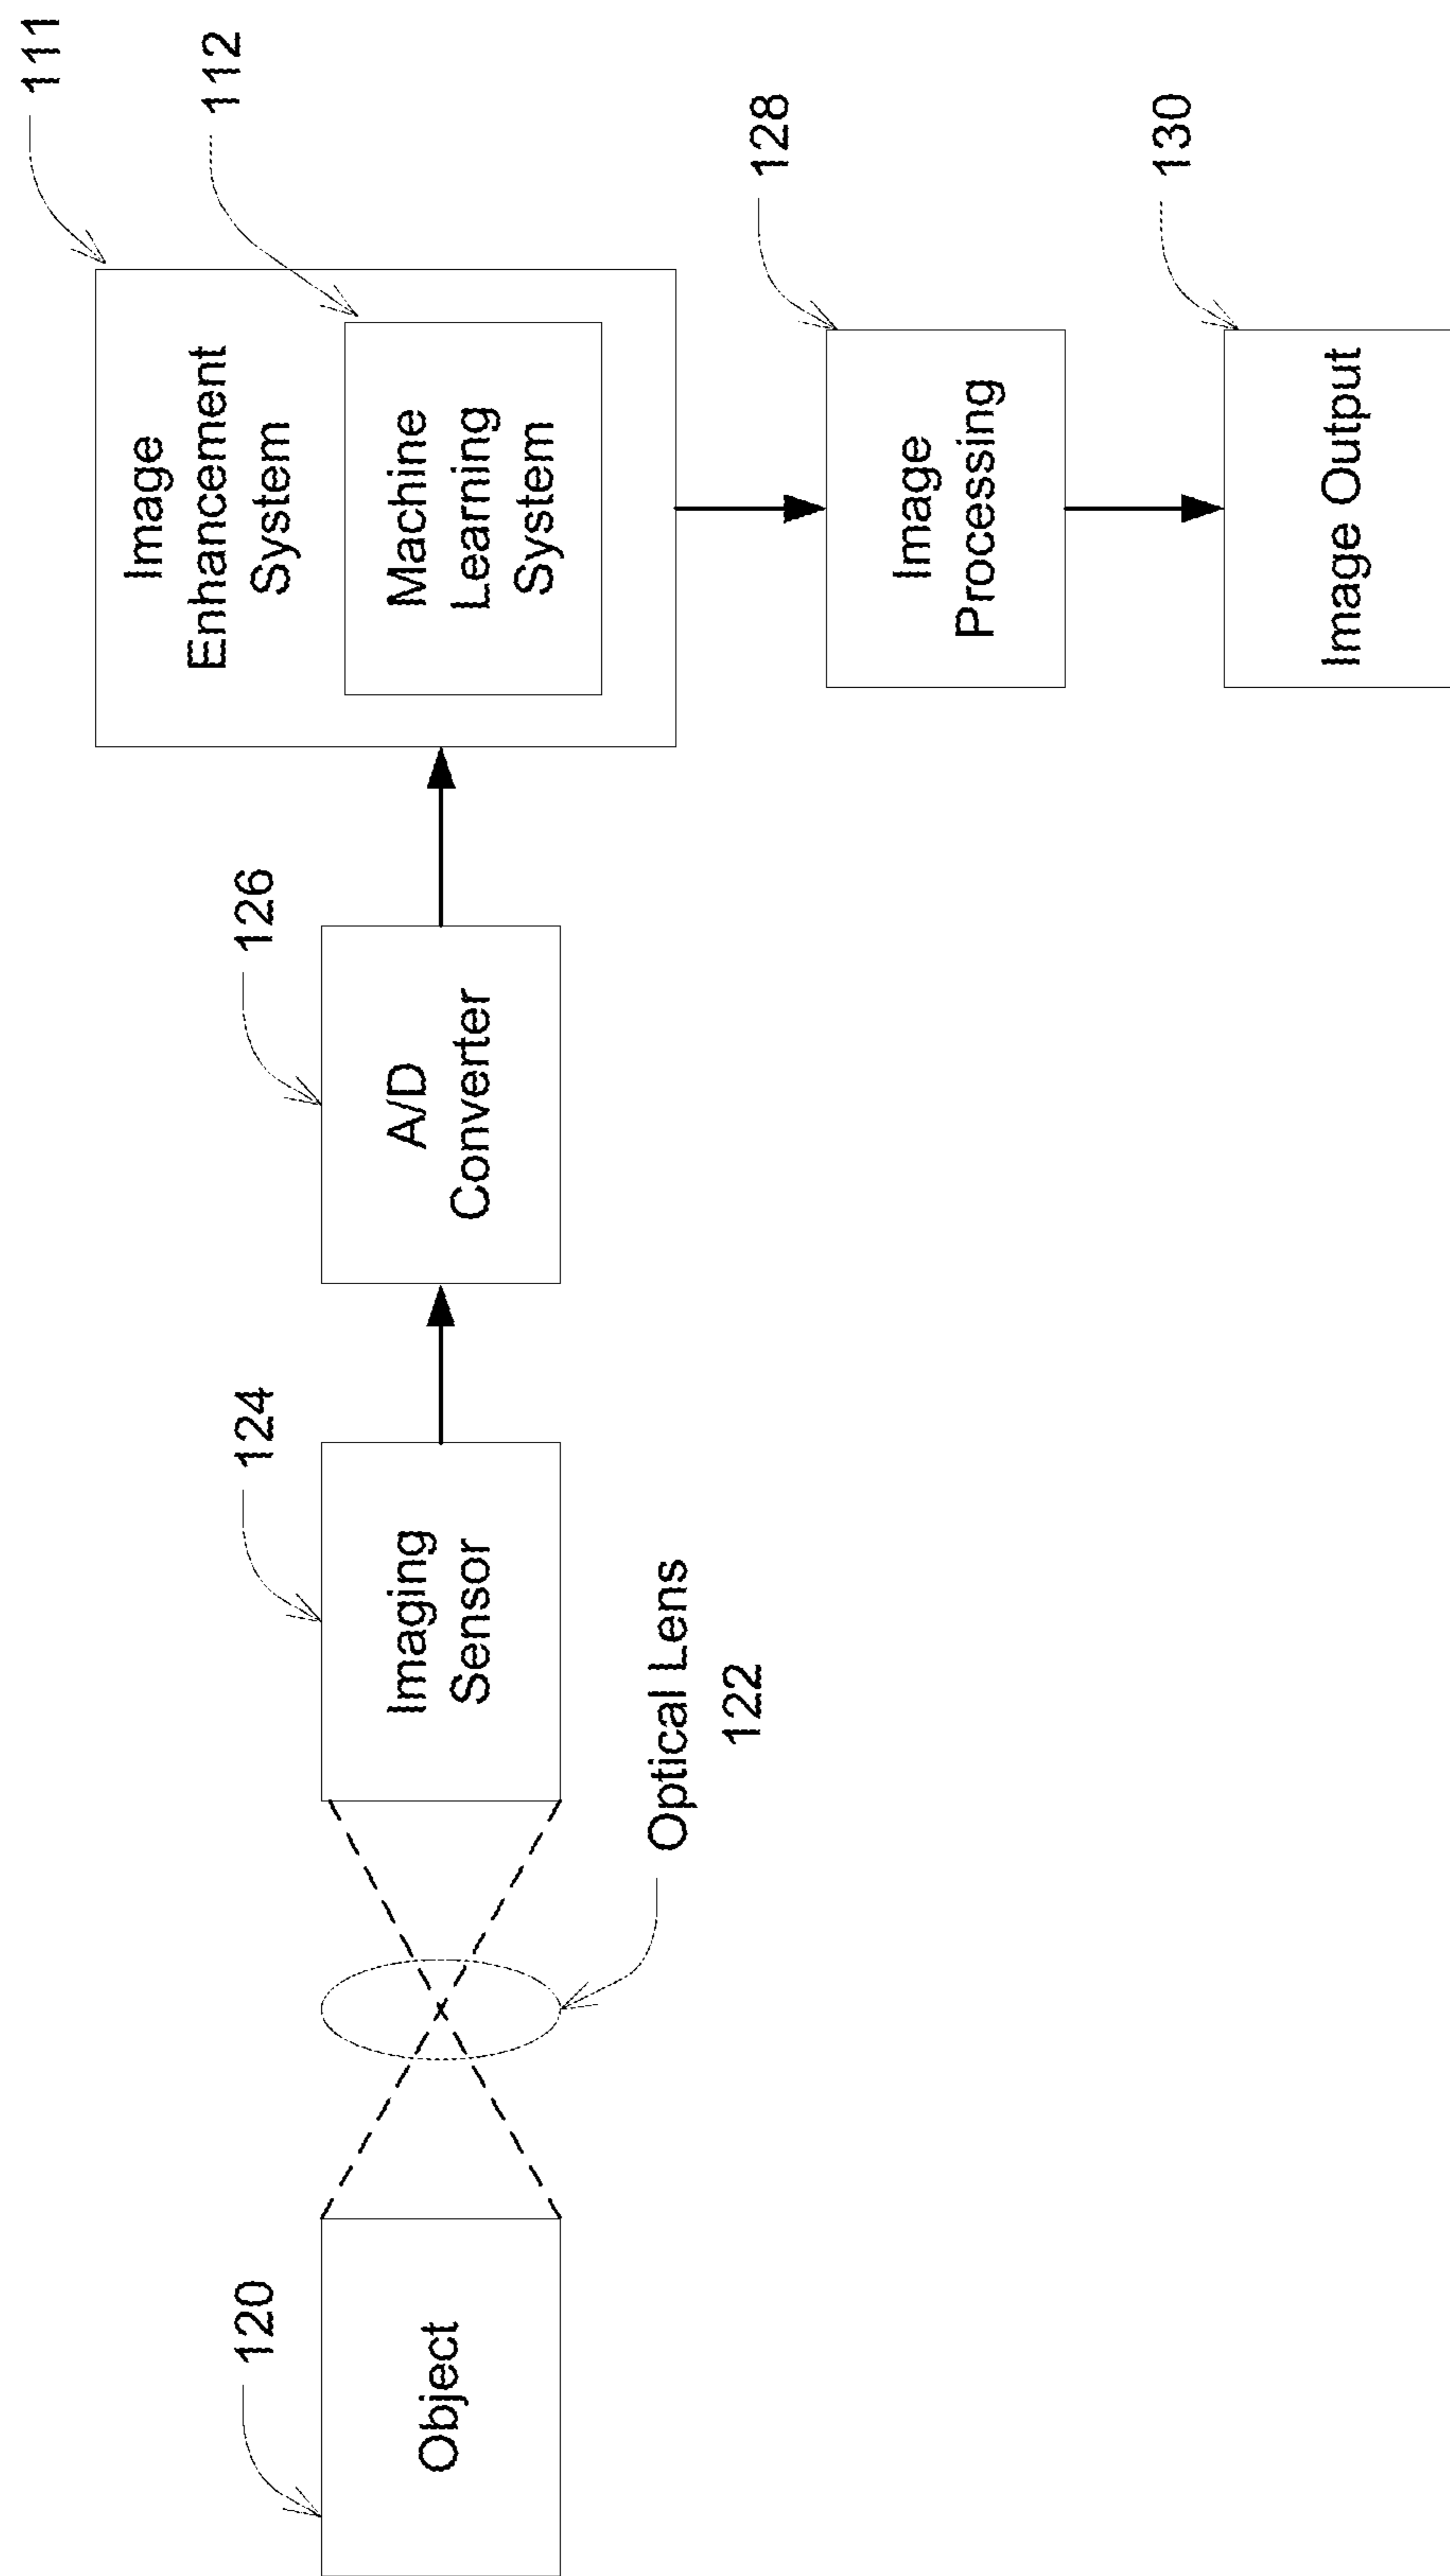 111
Image
Enhancement
System
112
Machine
Learning
System
120
Object
Optical Lens
122
124
Imaging
Sensor
126
A/D
Converter
128
Image
Processing
130
Image Output